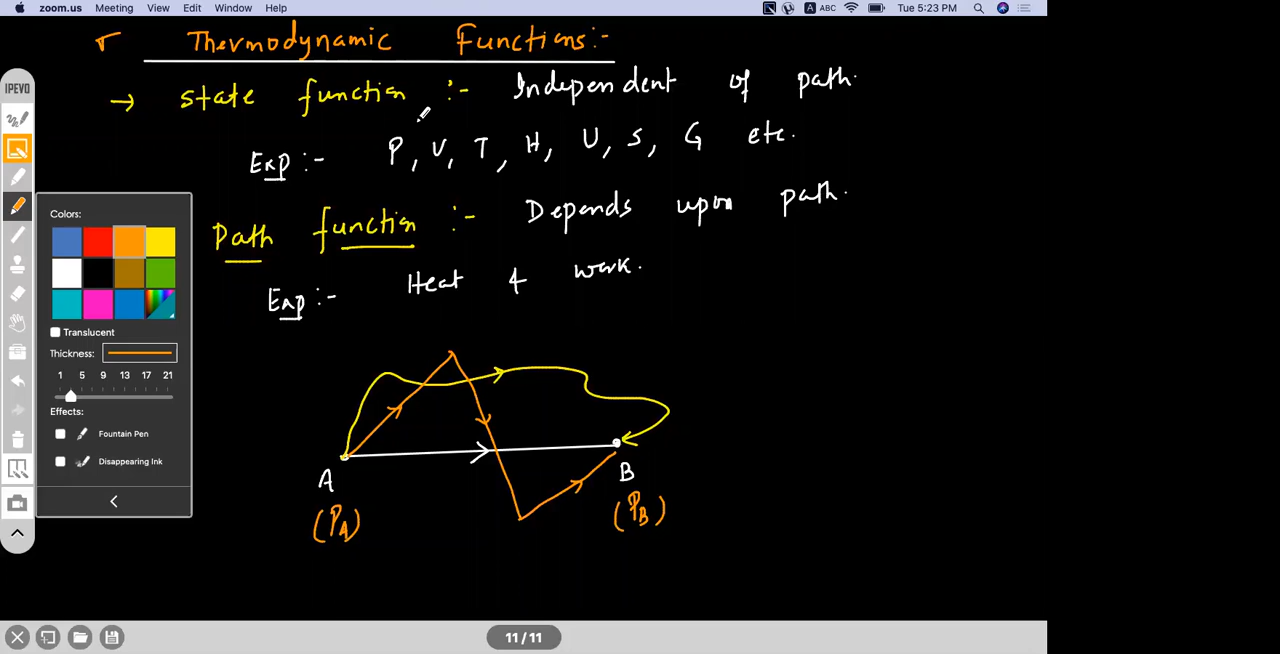 zoom.us Meeting View Edit Window Help
A ABC Tue 5:23 PM
Thermodynamic Functions:-
IPEVO
→ state function :- Independent of path.
Exp :- P, V, T, H, U, S, G etc.
Path function :- Depends upon path.
Exp :- Heat & work.
Colors:
Translucent
Thickness:
1 5 9 13 17 21
Effects:
Fountain Pen
Disappearing Ink
A
B
(PA)
(PB)
11 / 11